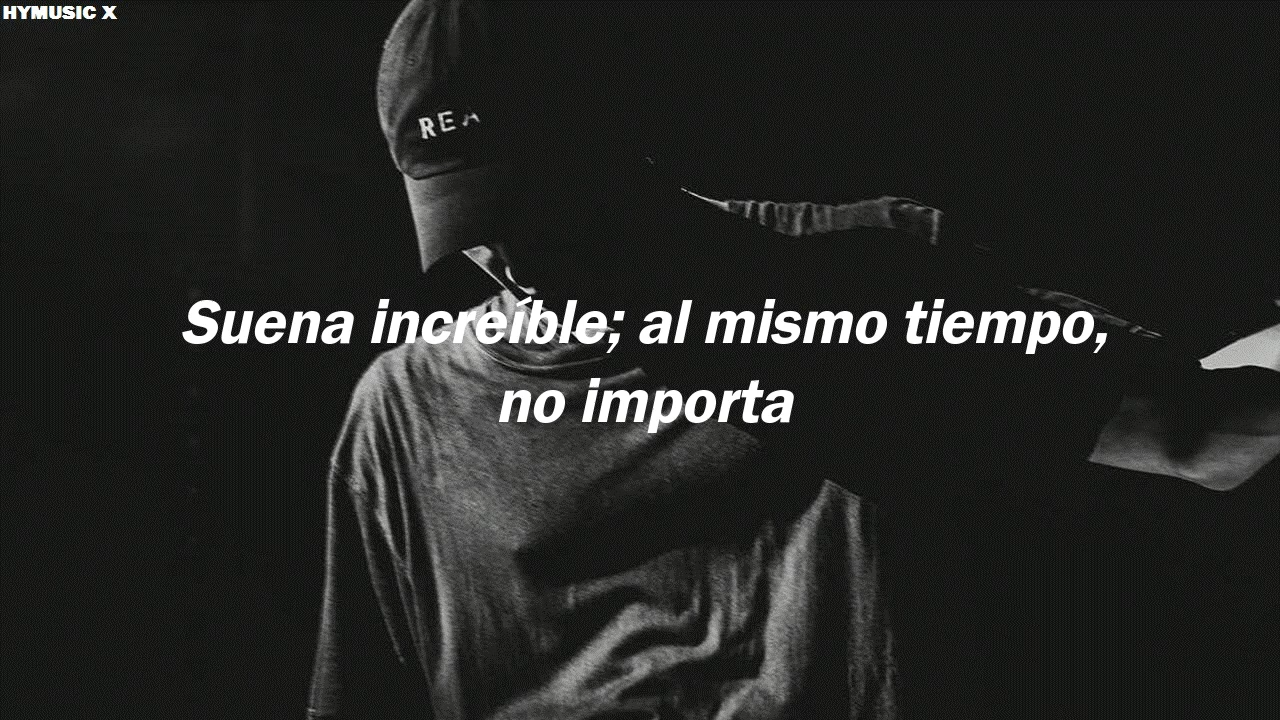 HYMUSIC X
REA
Suena increíble; al mismo tiempo,
no importa